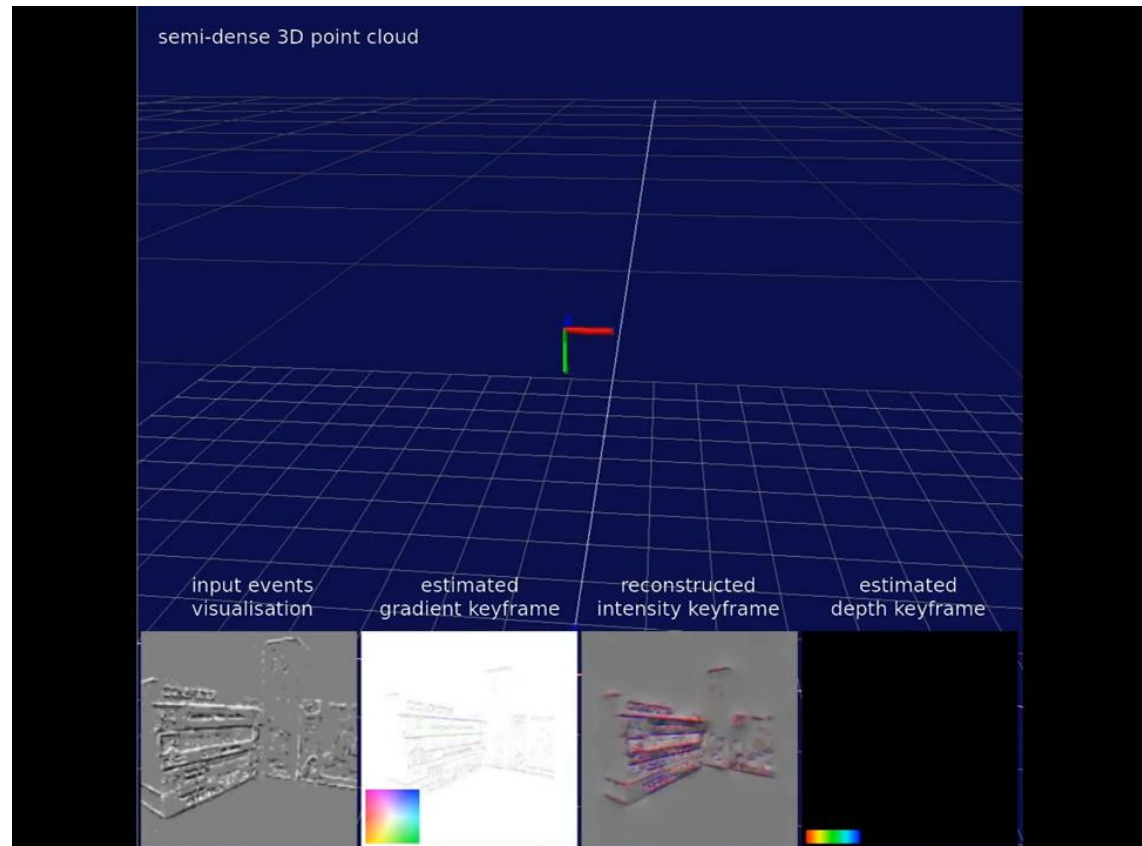 semi-dense 3D point cloud
input events
visualisation
estimated
gradient keyframe
reconstructed
intensity keyframe
estimated
depth keyframe